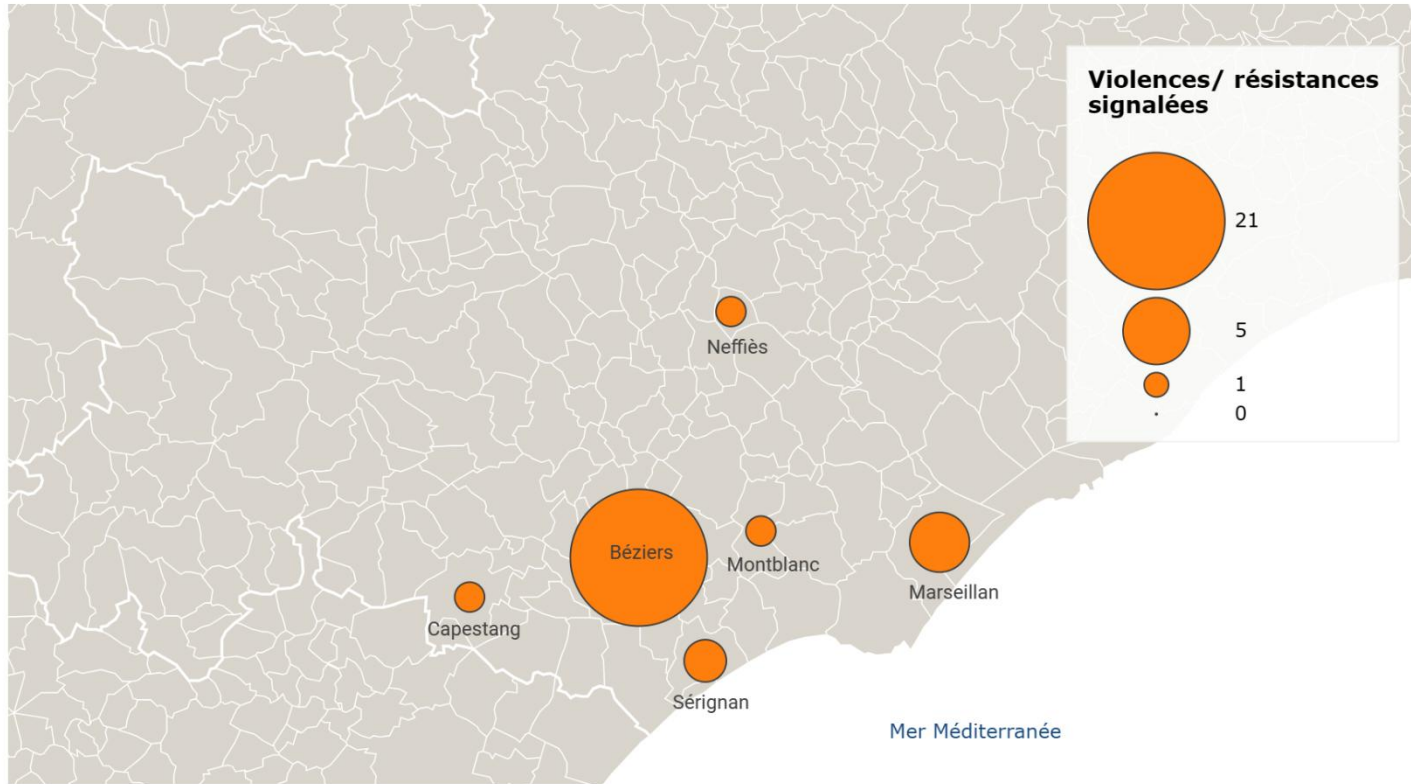 Violences/ résistances
signalées
21
5
1
0
Neffiès
Béziers
Montblanc
Marseillan
Capestang
Sérignan
Mer Méditerranée